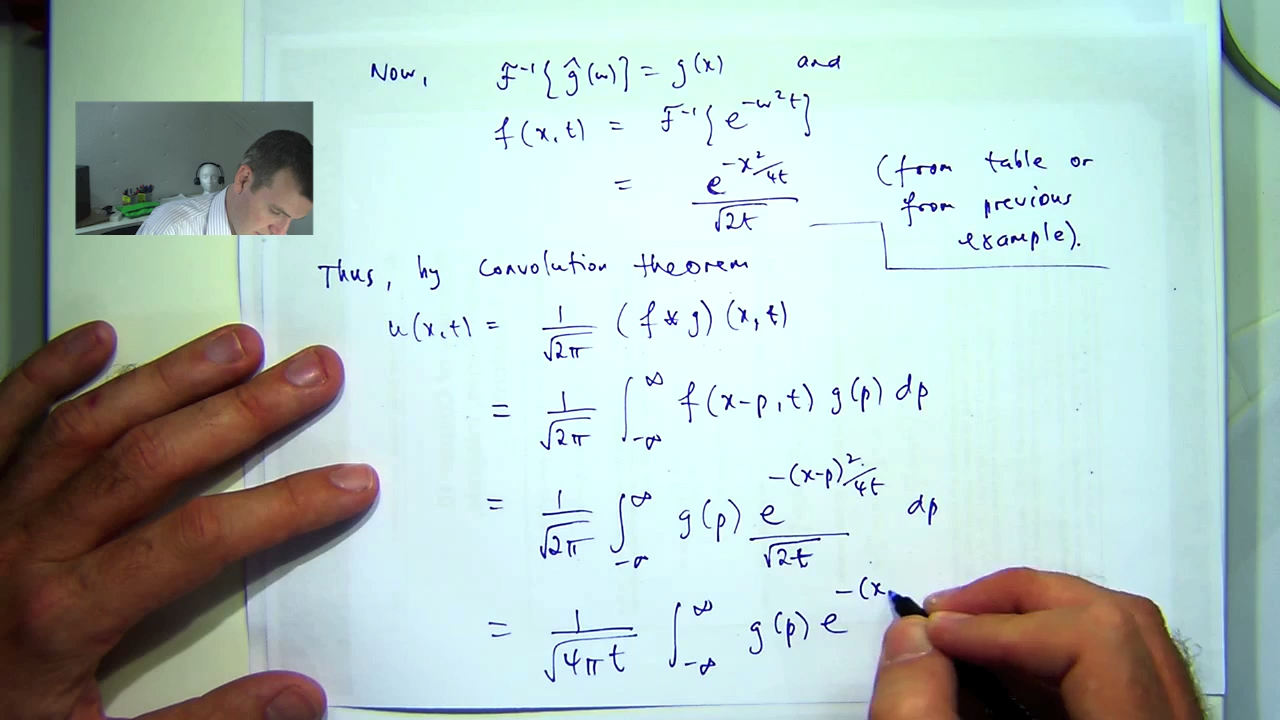 Now, F⁻¹{ĝ(ω)} = g(x) and
f(x,t) = F⁻¹{e^{-ω²t}}
= e^{-x²/4t} / √2t (from table or
from previous
example).
Thus, by convolution theorem
u(x,t) = 1/√2π (f*g)(x,t)
= 1/√2π ∫_{-∞}^{∞} f(x-p,t) g(p) dp
= 1/√2π ∫_{-∞}^{∞} g(p) e^{-(x-p)²/4t} / √2t dp
= 1/√4πt ∫_{-∞}^{∞} g(p) e^{-(x